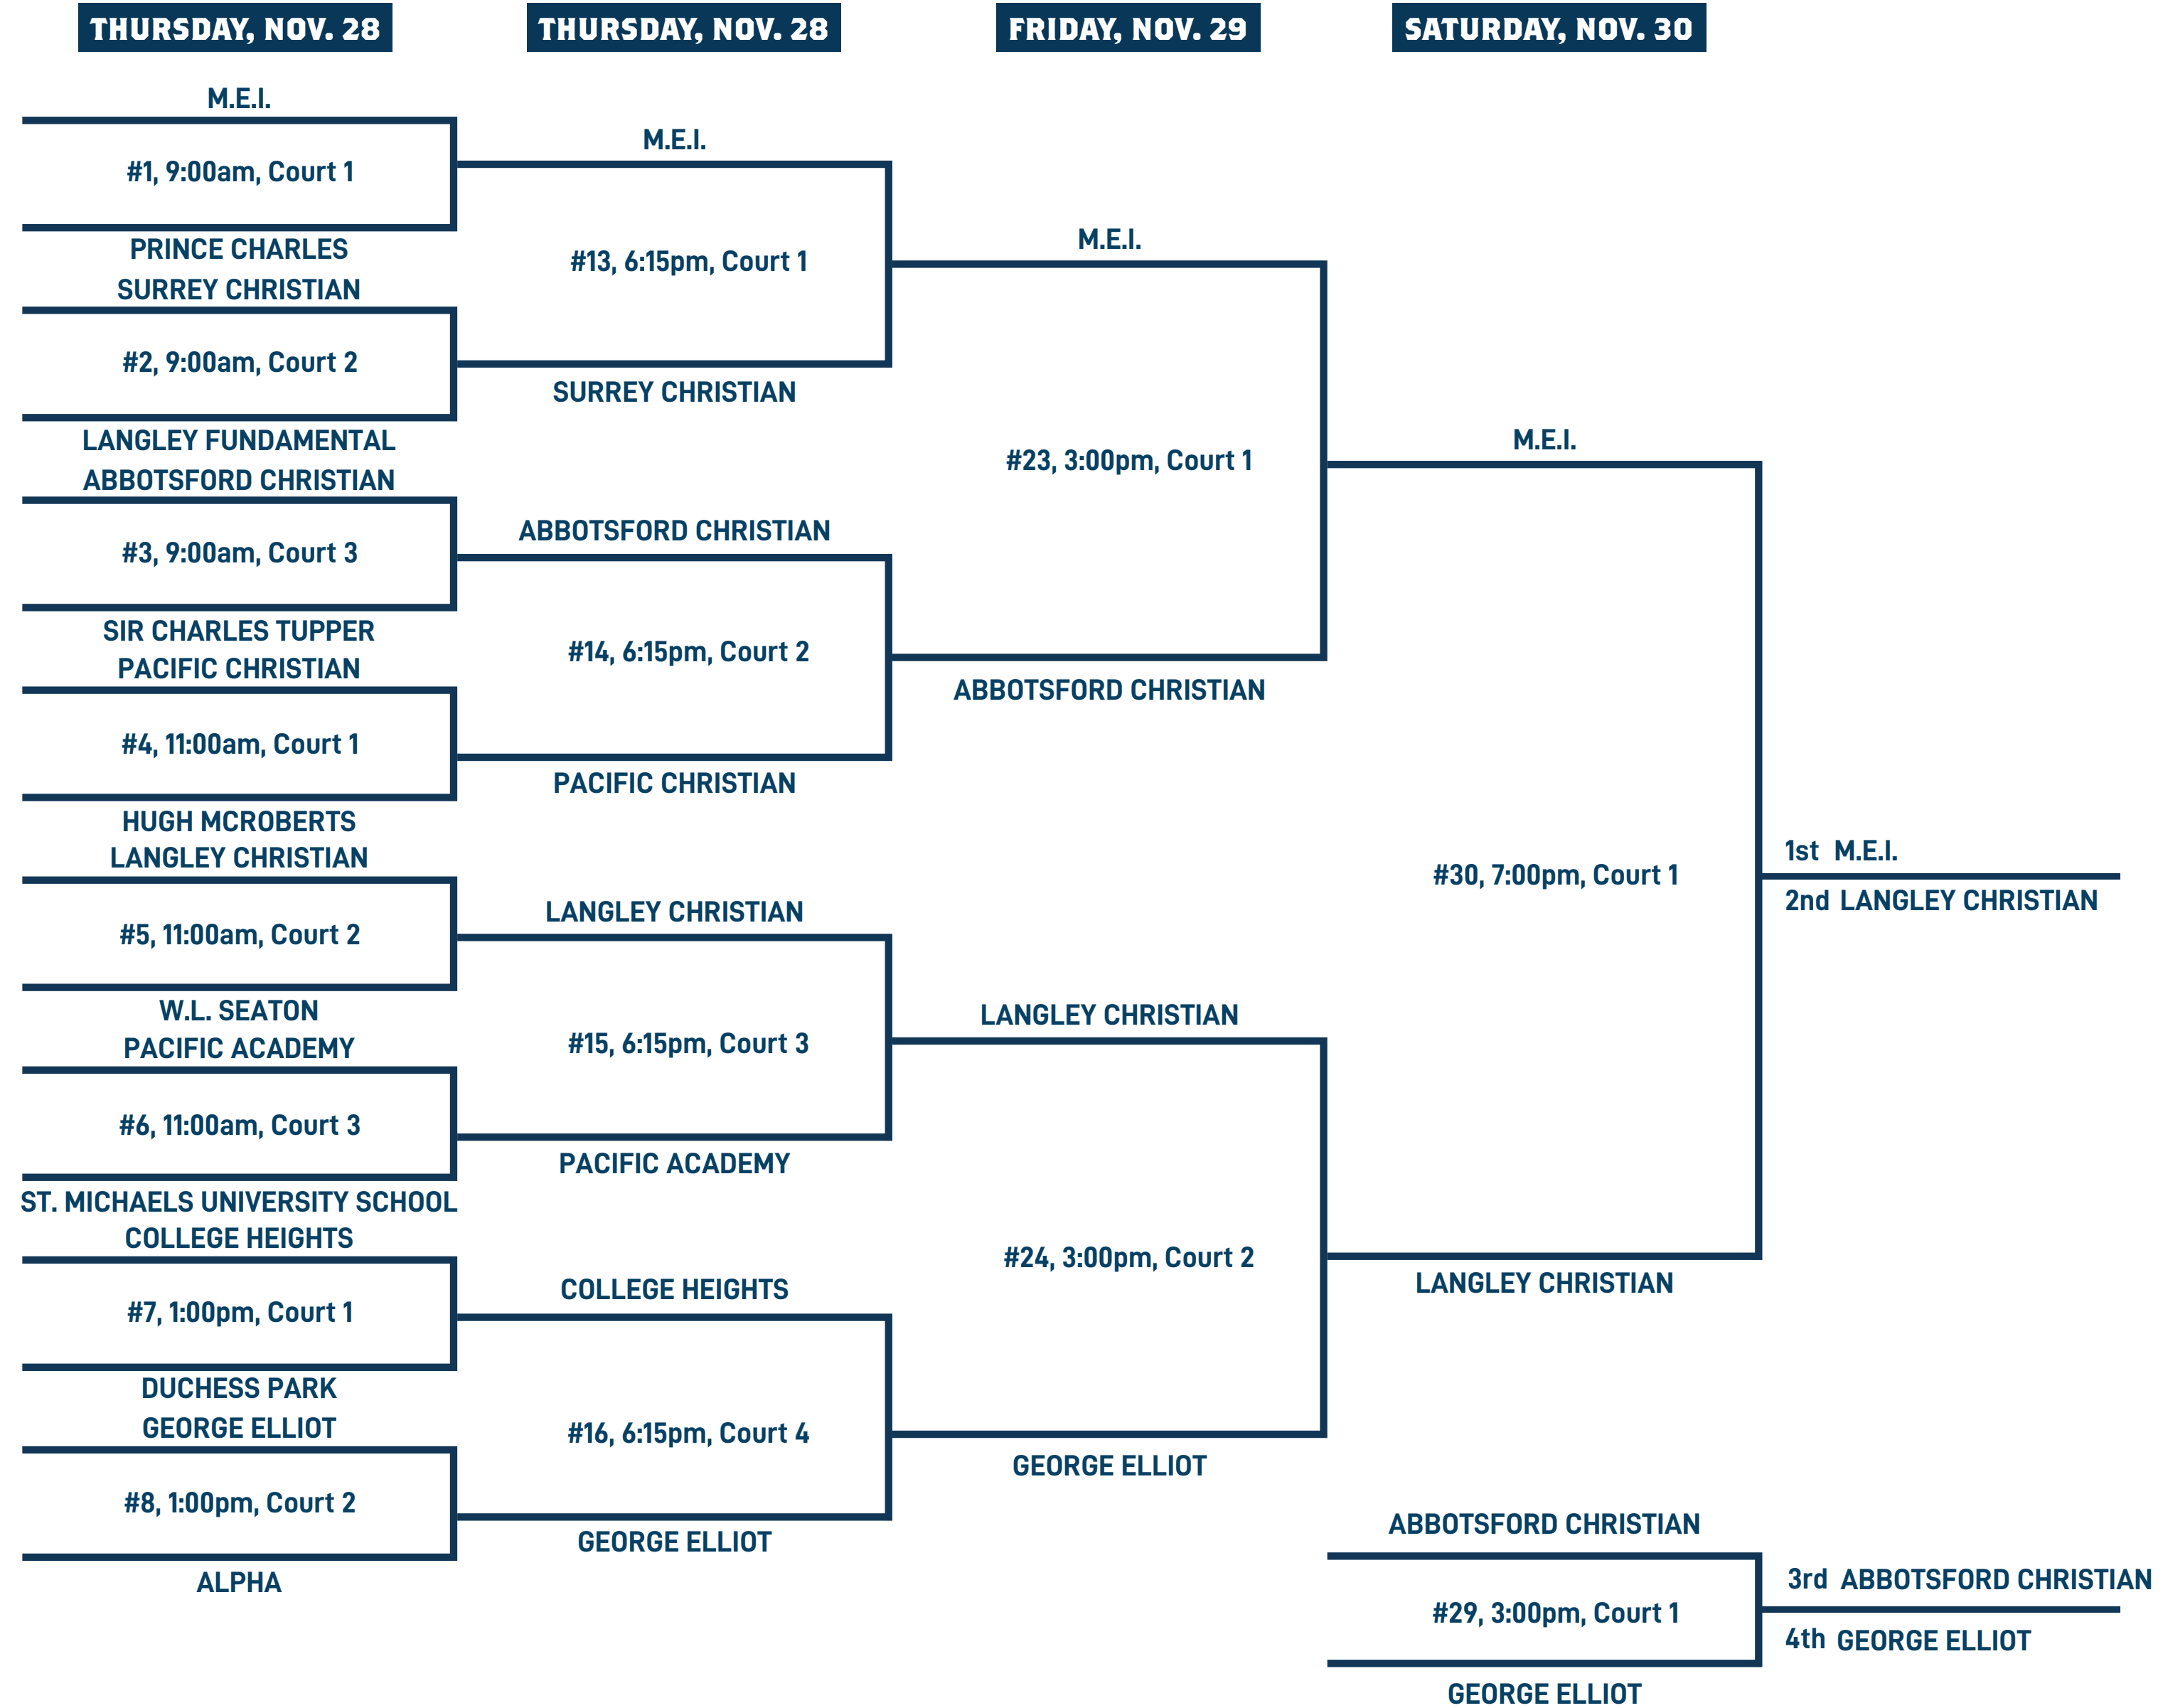 THURSDAY, NOV. 28
THURSDAY, NOV. 28
FRIDAY, NOV. 29
SATURDAY, NOV. 30
M.E.I.
#1, 9:00am, Court 1
PRINCE CHARLES
SURREY CHRISTIAN
#2, 9:00am, Court 2
LANGLEY FUNDAMENTAL
ABBOTSFORD CHRISTIAN
#3, 9:00am, Court 3
SIR CHARLES TUPPER
PACIFIC CHRISTIAN
#4, 11:00am, Court 1
HUGH MCROBERTS
LANGLEY CHRISTIAN
#5, 11:00am, Court 2
W.L. SEATON
PACIFIC ACADEMY
#6, 11:00am, Court 3
ST. MICHAELS UNIVERSITY SCHOOL
COLLEGE HEIGHTS
#7, 1:00pm, Court 1
DUCHESS PARK
GEORGE ELLIOT
#8, 1:00pm, Court 2
ALPHA
M.E.I.
#13, 6:15pm, Court 1
SURREY CHRISTIAN
ABBOTSFORD CHRISTIAN
#14, 6:15pm, Court 2
PACIFIC CHRISTIAN
LANGLEY CHRISTIAN
#15, 6:15pm, Court 3
PACIFIC ACADEMY
COLLEGE HEIGHTS
#16, 6:15pm, Court 4
GEORGE ELLIOT
M.E.I.
#23, 3:00pm, Court 1
ABBOTSFORD CHRISTIAN
LANGLEY CHRISTIAN
#24, 3:00pm, Court 2
GEORGE ELLIOT
M.E.I.
#30, 7:00pm, Court 1
LANGLEY CHRISTIAN
1st M.E.I.
2nd LANGLEY CHRISTIAN
ABBOTSFORD CHRISTIAN
#29, 3:00pm, Court 1
GEORGE ELLIOT
3rd ABBOTSFORD CHRISTIAN
4th GEORGE ELLIOT